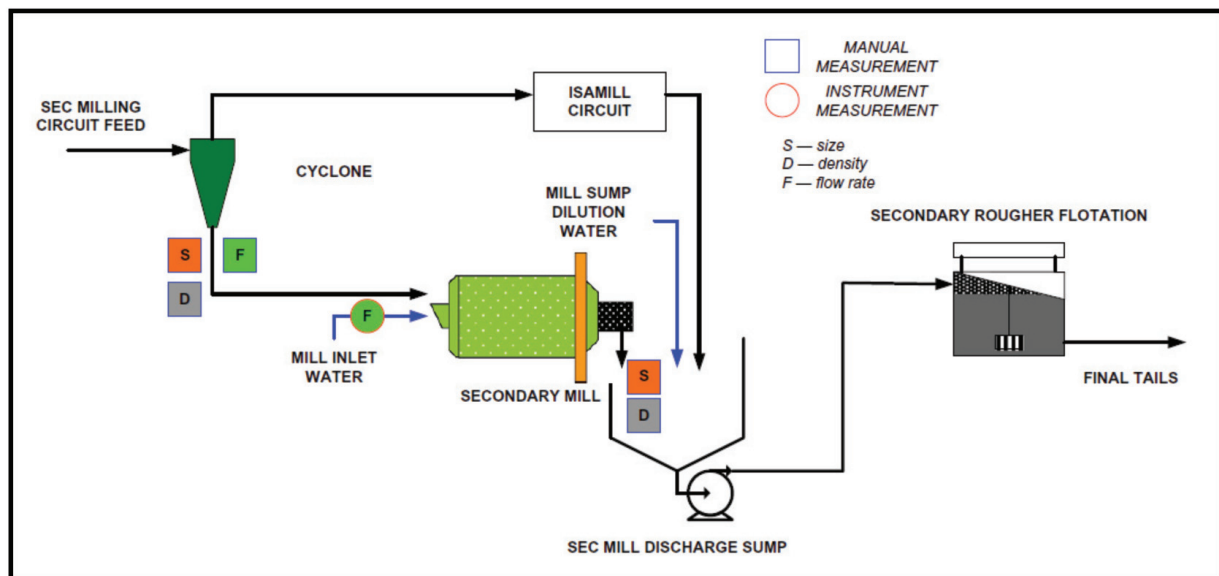 SEC MILLING
CIRCUIT FEED
CYCLONE
ISAMILL
CIRCUIT
MANUAL
MEASUREMENT
INSTRUMENT
MEASUREMENT
S — size
D — density
F — flow rate
S
F
D
MILL SUMP
DILUTION
WATER
SECONDARY ROUGHER FLOTATION
F
MILL INLET
WATER
SECONDARY MILL
S
D
FINAL TAILS
SEC MILL DISCHARGE SUMP